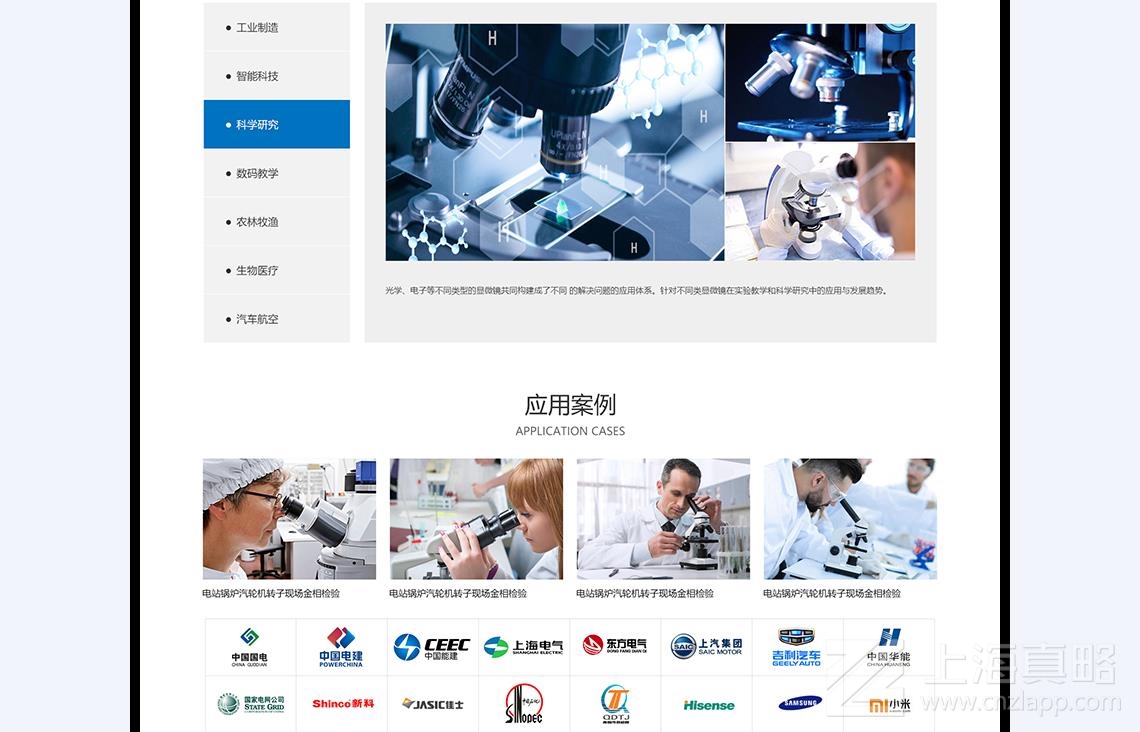 工业制造
智能科技
科学研究
数码教学
农林牧渔
生物医疗
汽车航空
H
H
H
H
H
H
UPlanFL N
4x/
光学、电子等不同类型的显微镜共同构建成了不同 的解决问题的应用体系。针对不同类显微镜在实验教学和科学研究中的应用与发展趋势。
应用案例
APPLICATION CASES
电站锅炉汽轮机转子现场金相检验
电站锅炉汽轮机转子现场金相检验
电站锅炉汽轮机转子现场金相检验
电站锅炉汽轮机转子现场金相检验
中国国电
CHINA GUODIAN
中国电建
POWERCHINA
CEEC
中国能建
上海电气
SHANGHAI ELECTRIC
东方电气
DONG FANG DIAN QI
SAIC
上汽集团
SAIC MOTOR
吉利汽车
GEELY AUTO
中国华能
CHINA HUANENG
国家电网公司
STATE GRID
Shinco新科
JASIC佳士
SINOPEC
QDTJ
Hisense
SAMSUNG
mi小米
上海真略
www.cnzlapp.com